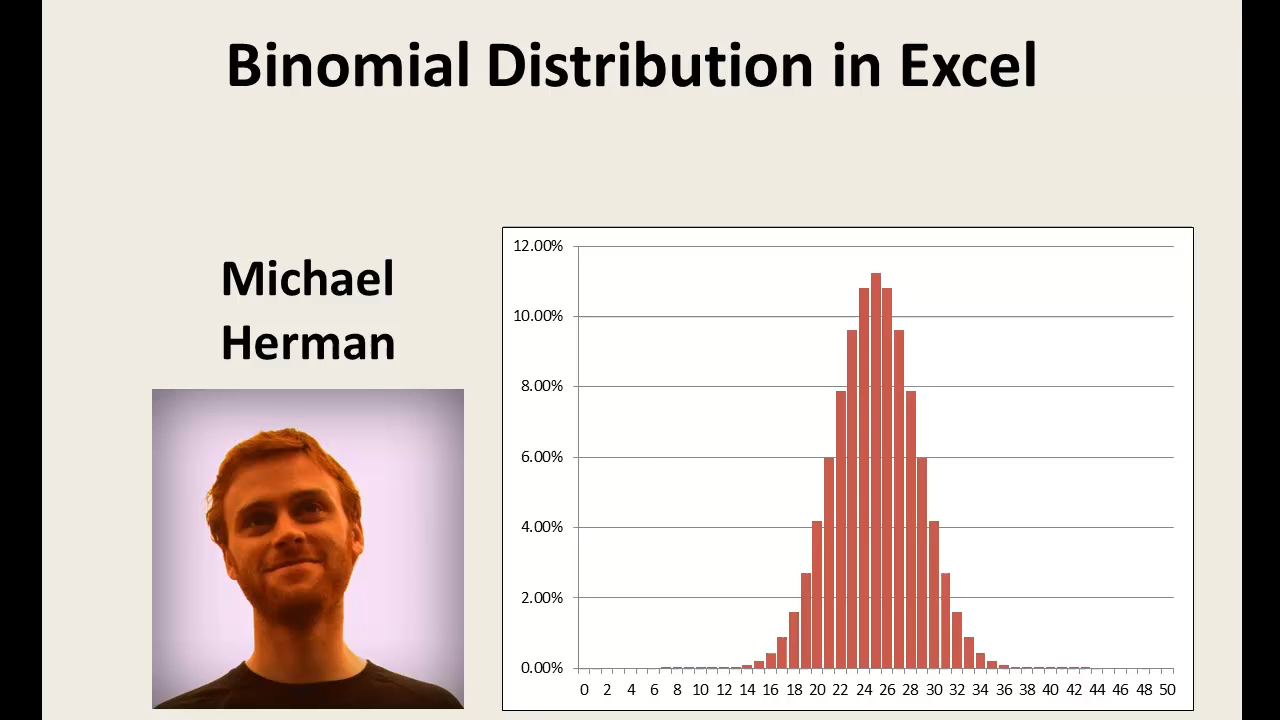 Binomial Distribution in Excel
Michael
Herman
12.00%
10.00%
8.00%
6.00%
4.00%
2.00%
0.00%
0 2 4 6 8 10 12 14 16 18 20 22 24 26 28 30 32 34 36 38 40 42 44 46 48 50